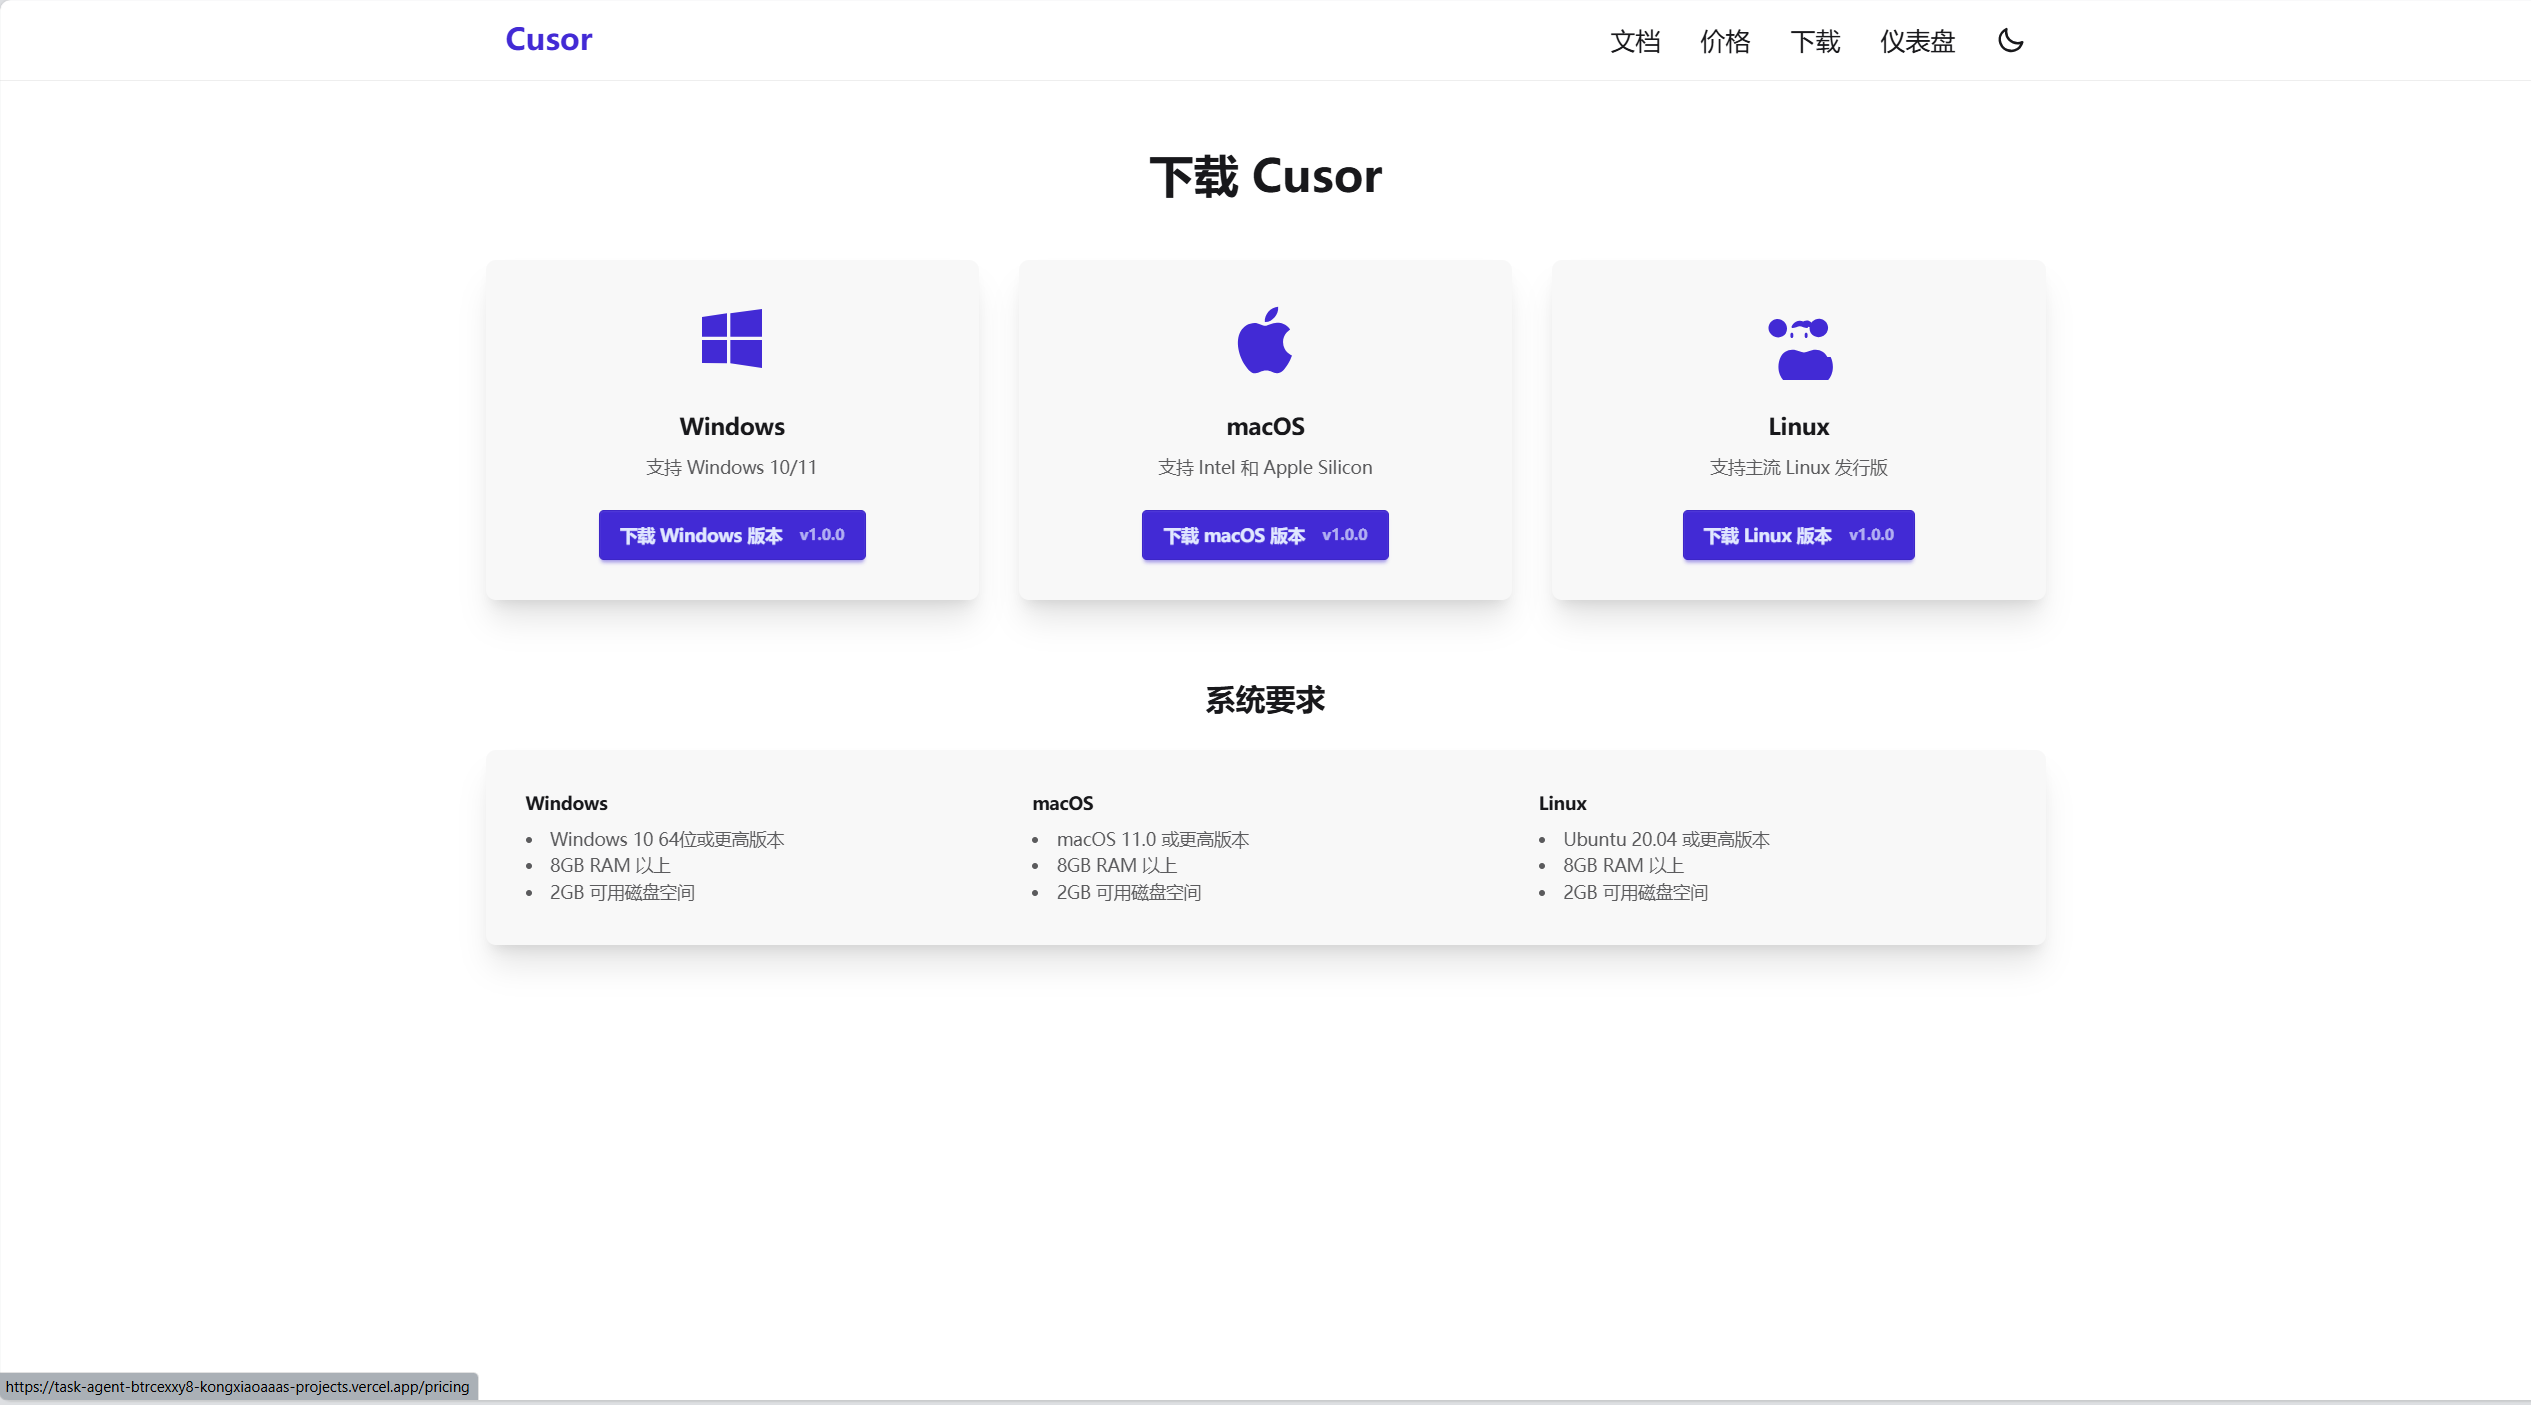 Cusor
文档 价格 下载 仪表盘
下载 Cusor
Windows
支持 Windows 10/11
下载 Windows 版本 v1.0.0
macOS
支持 Intel 和 Apple Silicon
下载 macOS 版本 v1.0.0
Linux
支持主流 Linux 发行版
下载 Linux 版本 v1.0.0
系统要求
Windows
Windows 10 64位或更高版本
8GB RAM 以上
2GB 可用磁盘空间
macOS
macOS 11.0 或更高版本
8GB RAM 以上
2GB 可用磁盘空间
Linux
Ubuntu 20.04 或更高版本
8GB RAM 以上
2GB 可用磁盘空间
https://task-agent-btrcexxy8-kongxiaoaaas-projects.vercel.app/pricing